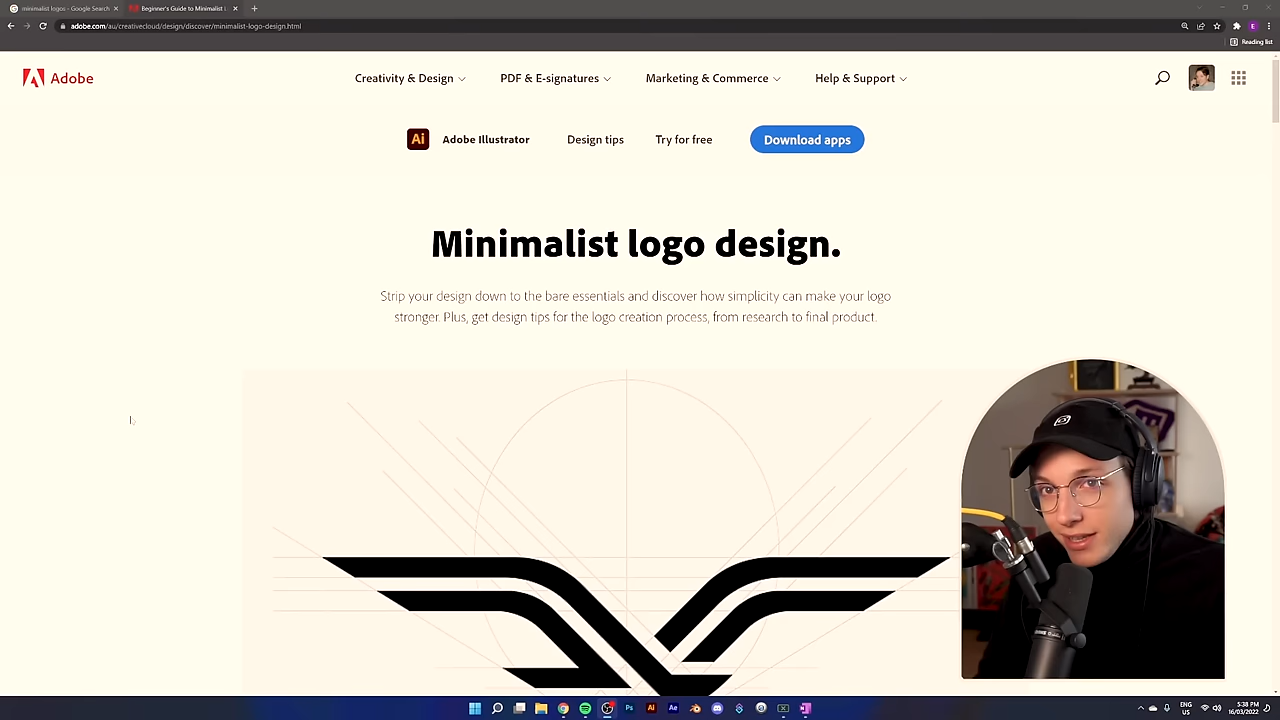 minimalist logos - Google Search
Beginner's Guide to Minimalist L
adobe.com/au/creativecloud/design/discover/minimalist-logo-design.html
E
Reading list
Adobe
Creativity & Design
PDF & E-signatures
Marketing & Commerce
Help & Support
Ai
Adobe Illustrator
Design tips
Try for free
Download apps
Minimalist logo design.
Strip your design down to the bare essentials and discover how simplicity can make your logo
stronger. Plus, get design tips for the logo creation process, from research to final product.
Ps
Ai
Ae
ENG
US
5:38 PM
16/03/2022